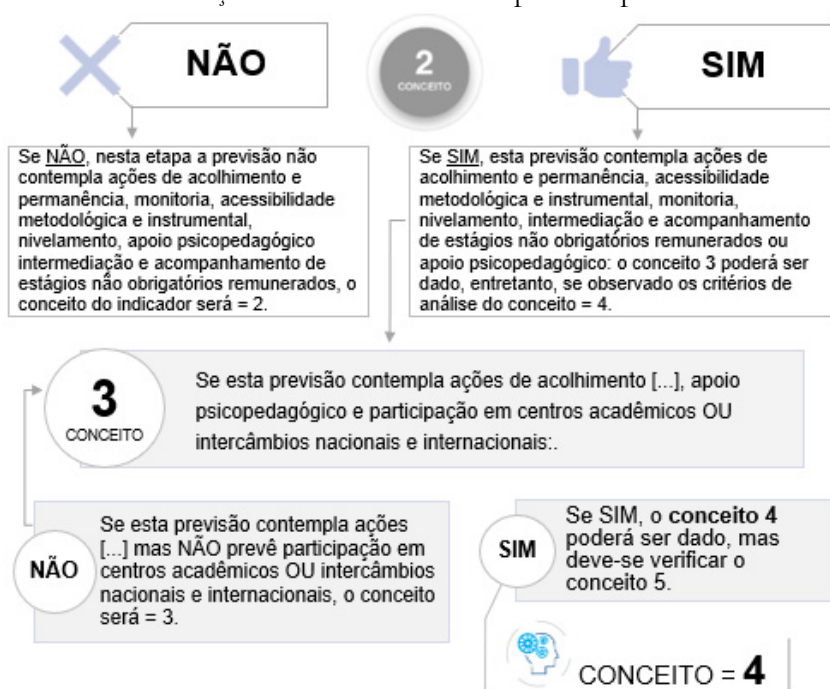 NÃO
2
CONCEITO
SIM
Se NÃO, nesta etapa a previsão não
contempla ações de acolhimento e
permanência, monitoria, acessibilidade
metodológica e instrumental,
nivelamento, apoio psicopedagógico
intermediação e acompanhamento de
estágios não obrigatórios remunerados, o
conceito do indicador será = 2.
Se SIM, esta previsão contempla ações de
acolhimento e permanência, acessibilidade
metodológica e instrumental, monitoria,
nivelamento, intermediação e acompanhamento
de estágios não obrigatórios remunerados ou
apoio psicopedagógico: o conceito 3 poderá ser
dado, entretanto, se observado os critérios de
análise do conceito = 4.
3
CONCEITO
Se esta previsão contempla ações de acolhimento [...], apoio
psicopedagógico e participação em centros acadêmicos OU
intercâmbios nacionais e internacionais:.
NÃO
Se esta previsão contempla ações
[...] mas NÃO prevê participação em
centros acadêmicos OU intercâmbios
nacionais e internacionais, o conceito
será = 3.
SIM
Se SIM, o conceito 4
poderá ser dado, mas
deve-se verificar o
conceito 5.
CONCEITO = 4